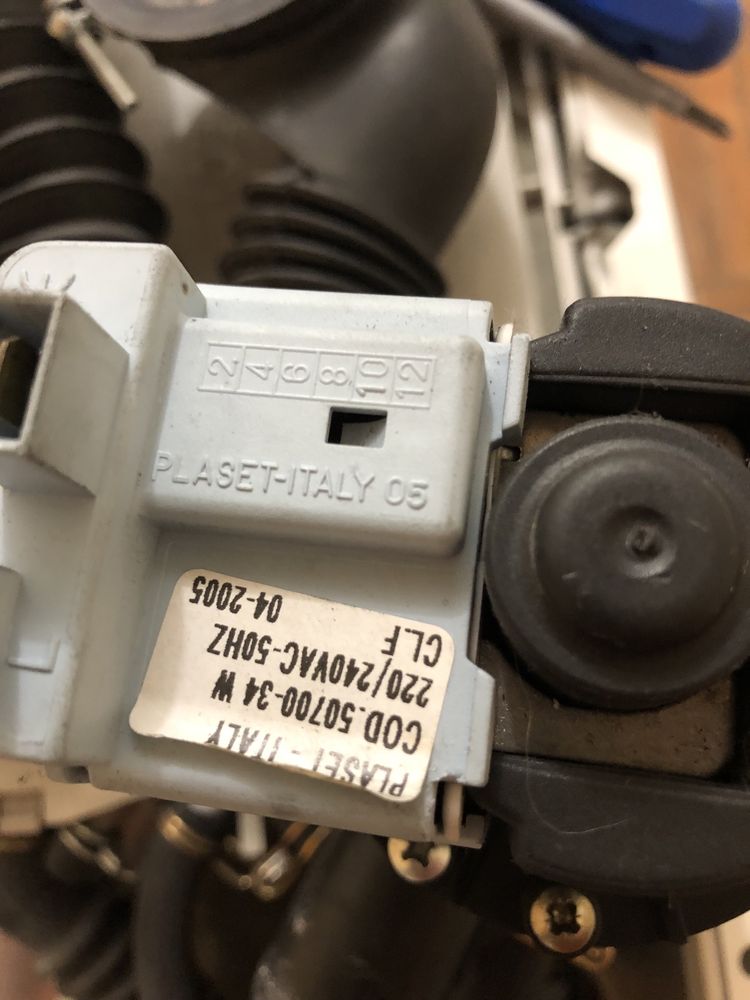 2 4 6 8 10 12
PLASET-ITALY 05
PLASET - ITALY
COD.50700-34 W
220/240VAC-50HZ
CL.F
04-2005